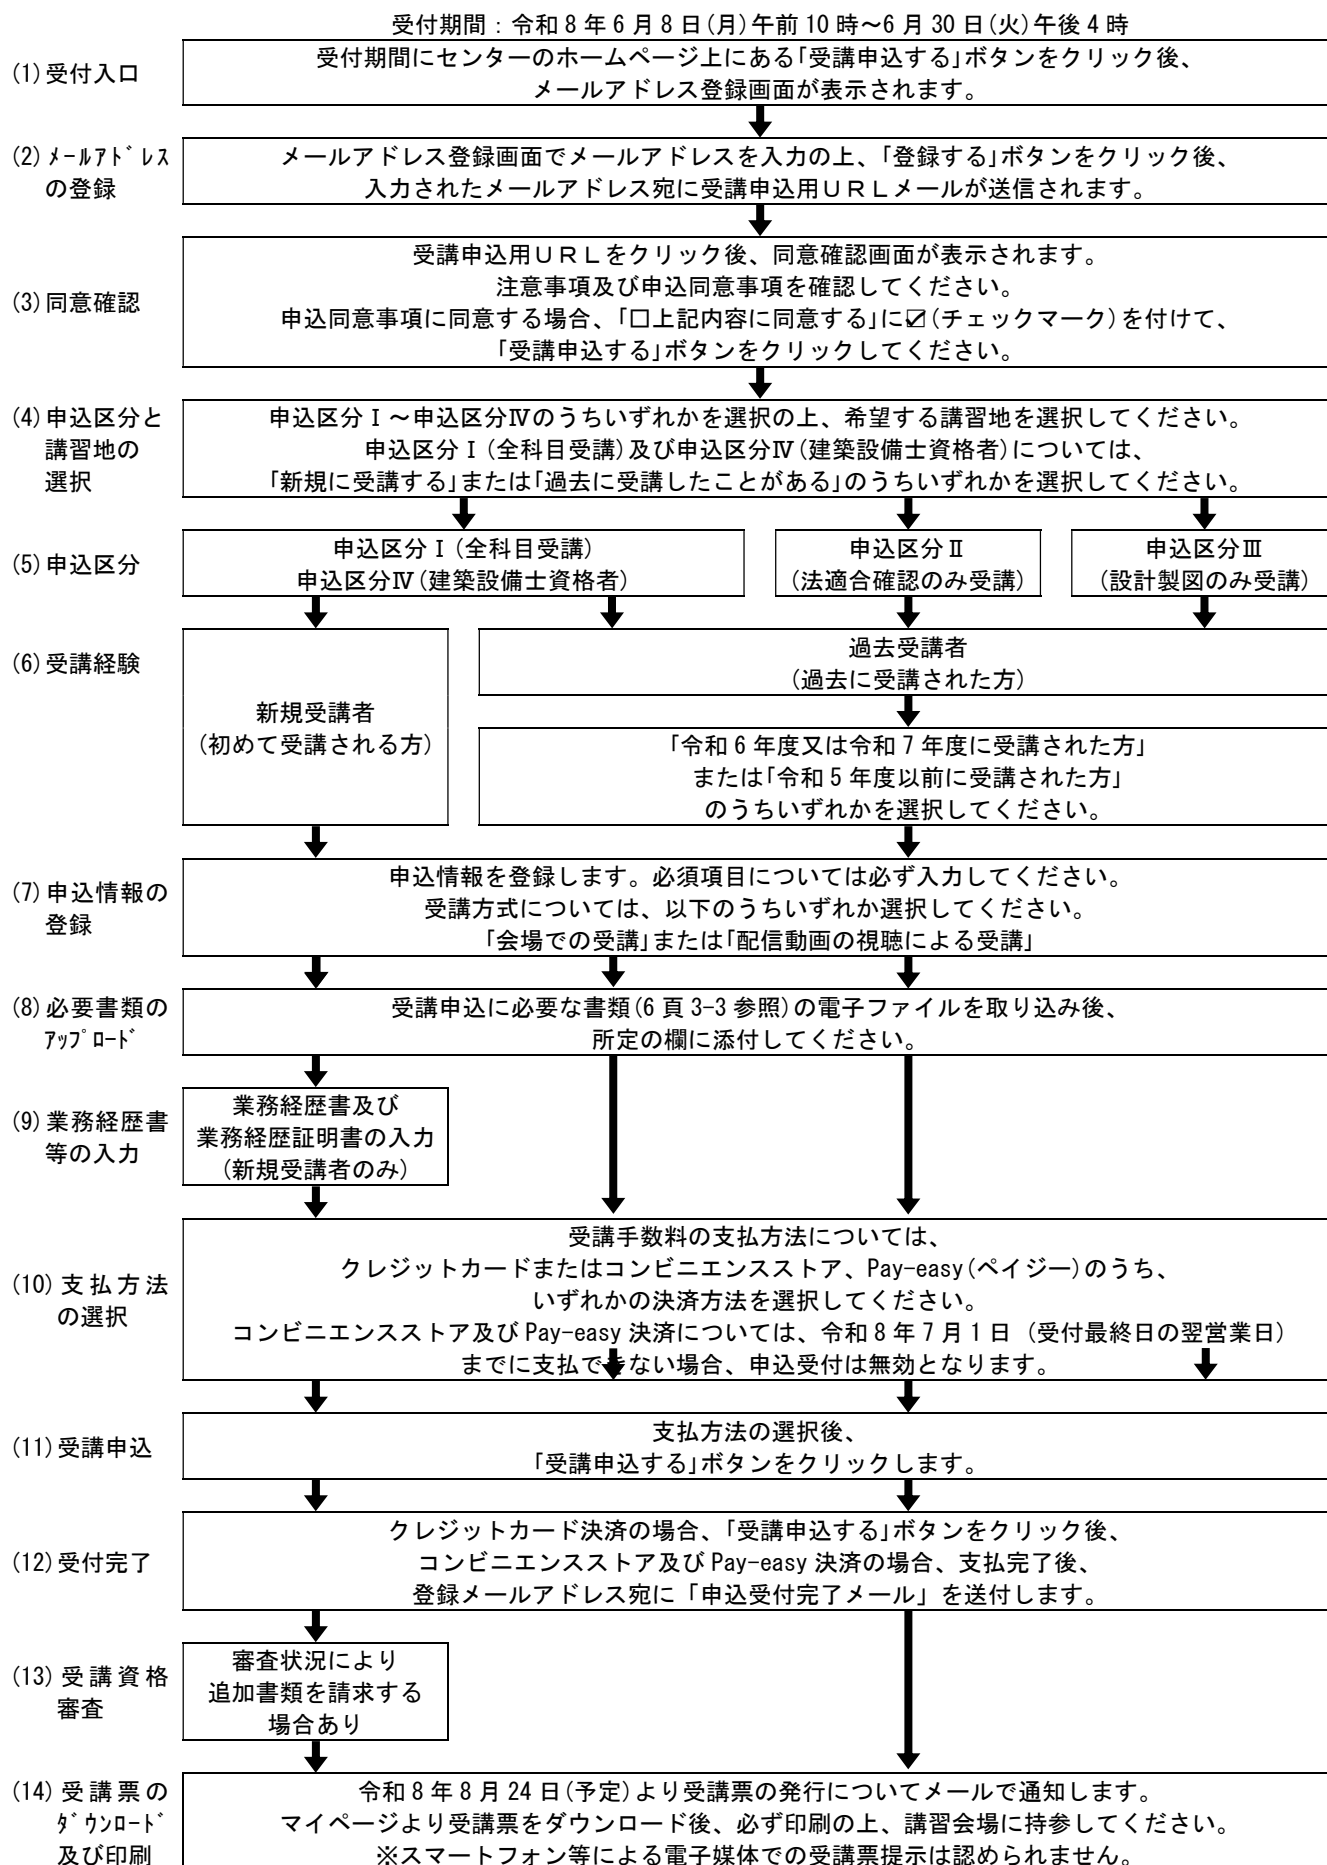 受付期間：令和8年6月8日(月)午前10時～6月30日(火)午後4時
(1)受付入口
受付期間にセンターのホームページ上にある「受講申込する」ボタンをクリック後、
メールアドレス登録画面が表示されます。
(2)ﾒｰﾙｱﾄﾞﾚｽ
の登録
メールアドレス登録画面でメールアドレスを入力の上、「登録する」ボタンをクリック後、
入力されたメールアドレス宛に受講申込用ＵＲＬメールが送信されます。
(3)同意確認
受講申込用ＵＲＬをクリック後、同意確認画面が表示されます。
注意事項及び申込同意事項を確認してください。
申込同意事項に同意する場合、「□上記内容に同意する」に☑(チェックマーク)を付けて、
「受講申込する」ボタンをクリックしてください。
(4)申込区分と
講習地の
選択
申込区分Ⅰ～申込区分Ⅳのうちいずれかを選択の上、希望する講習地を選択してください。
申込区分Ⅰ(全科目受講)及び申込区分Ⅳ(建築設備士資格者)については、
「新規に受講する」または「過去に受講したことがある」のうちいずれかを選択してください。
(5)申込区分
申込区分Ⅰ(全科目受講)
申込区分Ⅳ(建築設備士資格者)
申込区分Ⅱ
(法適合確認のみ受講)
申込区分Ⅲ
(設計製図のみ受講)
(6)受講経験
新規受講者
(初めて受講される方)
過去受講者
(過去に受講された方)
「令和6年度又は令和7年度に受講された方」
または「令和5年度以前に受講された方」
のうちいずれかを選択してください。
(7)申込情報の
登録
申込情報を登録します。必須項目については必ず入力してください。
受講方式については、以下のうちいずれか選択してください。
「会場での受講」または「配信動画の視聴による受講」
(8)必要書類の
ｱｯﾌﾟﾛｰﾄﾞ
受講申込に必要な書類(6頁3-3参照)の電子ファイルを取り込み後、
所定の欄に添付してください。
(9)業務経歴書
等の入力
業務経歴書及び
業務経歴証明書の入力
(新規受講者のみ)
(10)支払方法
の選択
受講手数料の支払方法については、
クレジットカードまたはコンビニエンスストア、Pay-easy(ペイジー)のうち、
いずれかの決済方法を選択してください。
コンビニエンスストア及びPay-easy決済については、令和8年7月1日 (受付最終日の翌営業日)
までに支払できない場合、申込受付は無効となります。
(11)受講申込
支払方法の選択後、
「受講申込する」ボタンをクリックします。
(12)受付完了
クレジットカード決済の場合、「受講申込する」ボタンをクリック後、
コンビニエンスストア及びPay-easy決済の場合、支払完了後、
登録メールアドレス宛に「申込受付完了メール」を送付します。
(13)受講資格
審査
審査状況により
追加書類を請求する
場合あり
(14)受講票の
ﾀﾞｳﾝﾛｰﾄﾞ
及び印刷
令和8年8月24日(予定)より受講票の発行についてメールで通知します。
マイページより受講票をダウンロード後、必ず印刷の上、講習会場に持参してください。
※スマートフォン等による電子媒体での受講票提示は認められません。